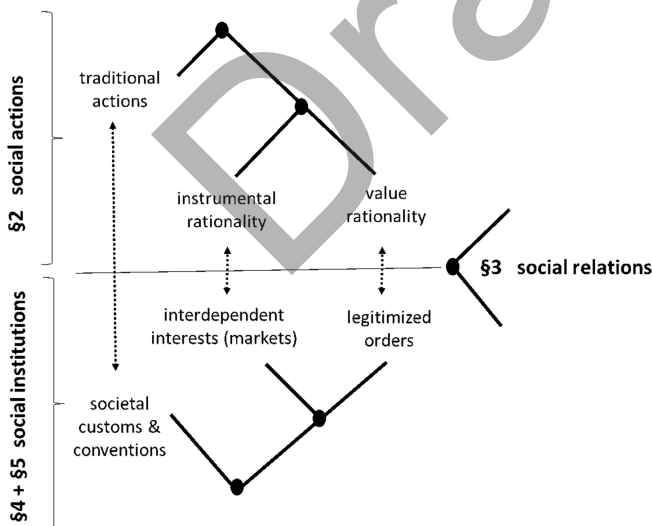 Dra
§2 social actions
traditional
actions
instrumental
rationality
value
rationality
§3 social relations
§4 + §5 social institutions
interdependent
interests (markets)
legitimized
orders
societal
customs &
conventions